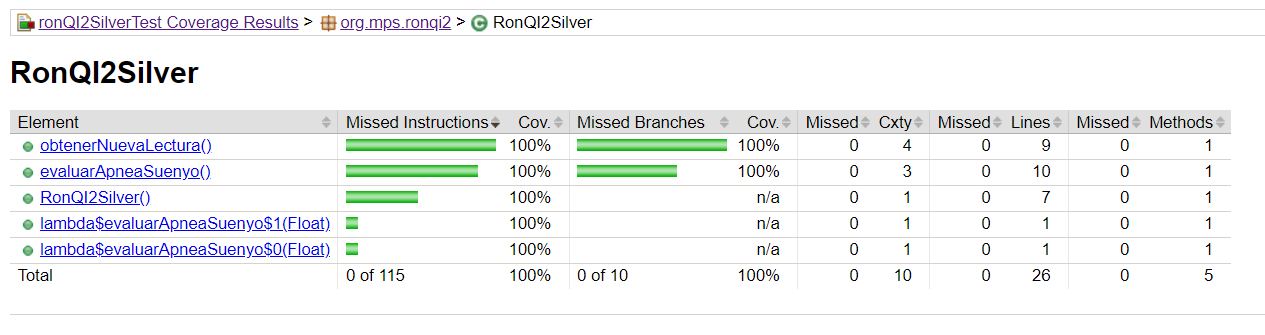 ronQI2SilverTest Coverage Results > org.mps.ronqi2 > RonQI2Silver
RonQI2Silver
Element Missed Instructions Cov. Missed Branches Cov. Missed Cxty Missed Lines Missed Methods
obtenerNuevaLectura() 100% 100% 0 4 0 9 0 1
evaluarApneaSuenyo() 100% 100% 0 3 0 10 0 1
RonQI2Silver() 100% n/a 0 1 0 7 0 1
lambda$evaluarApneaSuenyo$1(Float) 100% n/a 0 1 0 1 0 1
lambda$evaluarApneaSuenyo$0(Float) 100% n/a 0 1 0 1 0 1
Total 0 of 115 100% 0 of 10 100% 0 10 0 26 0 5